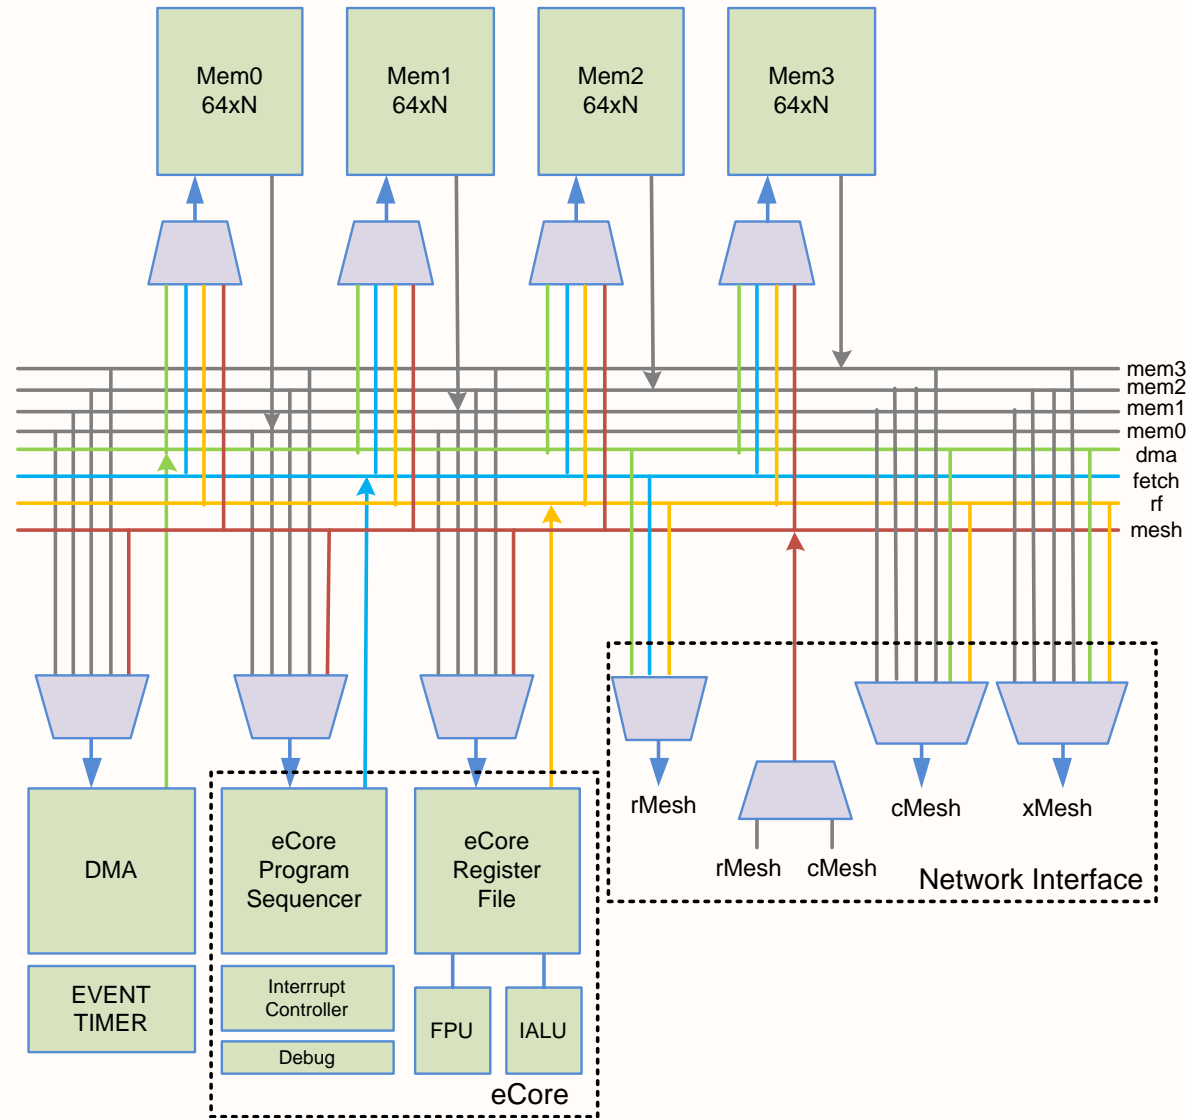 Mem0
64xN
Mem1
64xN
Mem2
64xN
Mem3
64xN
mem3
mem2
mem1
mem0
dma
fetch
rf
mesh
rMesh
cMesh
xMesh
rMesh
cMesh
Network Interface
DMA
eCore
Program
Sequencer
eCore
Register
File
EVENT
TIMER
Interrrupt
Controller
Debug
FPU
IALU
eCore